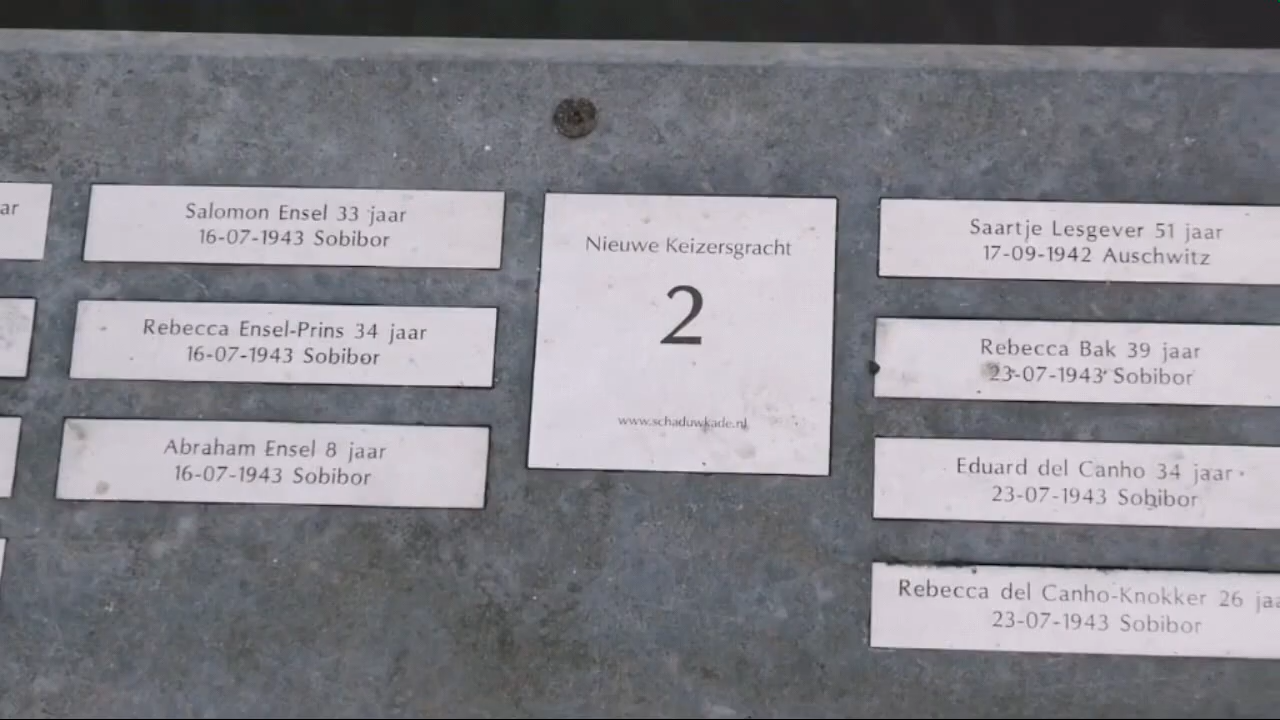 ar
Salomon Ensel 33 jaar
16-07-1943 Sobibor
Rebecca Ensel-Prins 34 jaar
16-07-1943 Sobibor
Abraham Ensel 8 jaar
16-07-1943 Sobibor
Nieuwe Keizersgracht
2
www.schaduwkade.nl
Saartje Lesgever 51 jaar
17-09-1942 Auschwitz
Rebecca Bak 39 jaar
23-07-1943 Sobibor
Eduard del Canho 34 jaar
23-07-1943 Sobibor
Rebecca del Canho-Knokker 26 jaa
23-07-1943 Sobibor